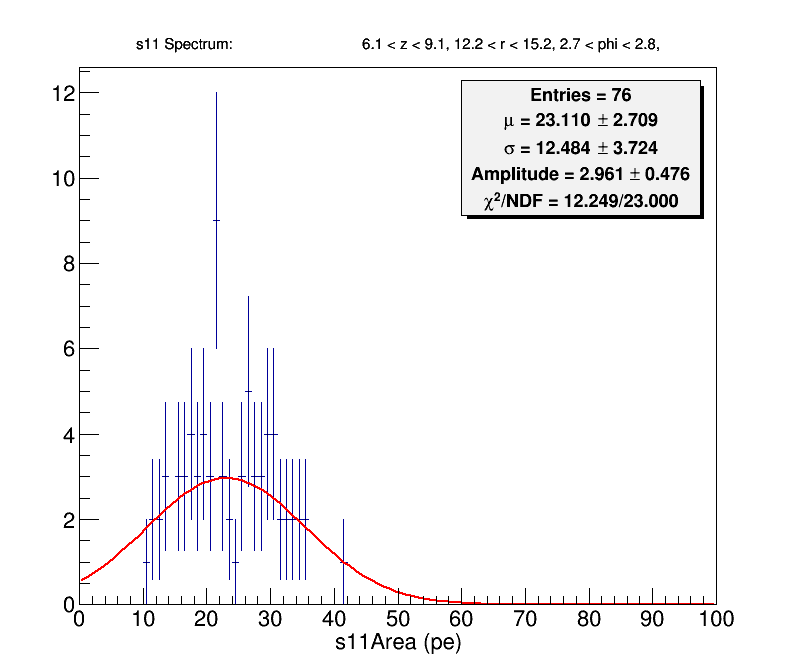 s11 Spectrum: 6.1 < z < 9.1, 12.2 < r < 15.2, 2.7 < phi < 2.8,
Entries = 76
μ = 23.110 ± 2.709
σ = 12.484 ± 3.724
Amplitude = 2.961 ± 0.476
χ²/NDF = 12.249/23.000
12
10
8
6
4
2
0
0 10 20 30 40 50 60 70 80 90 100
s11Area (pe)